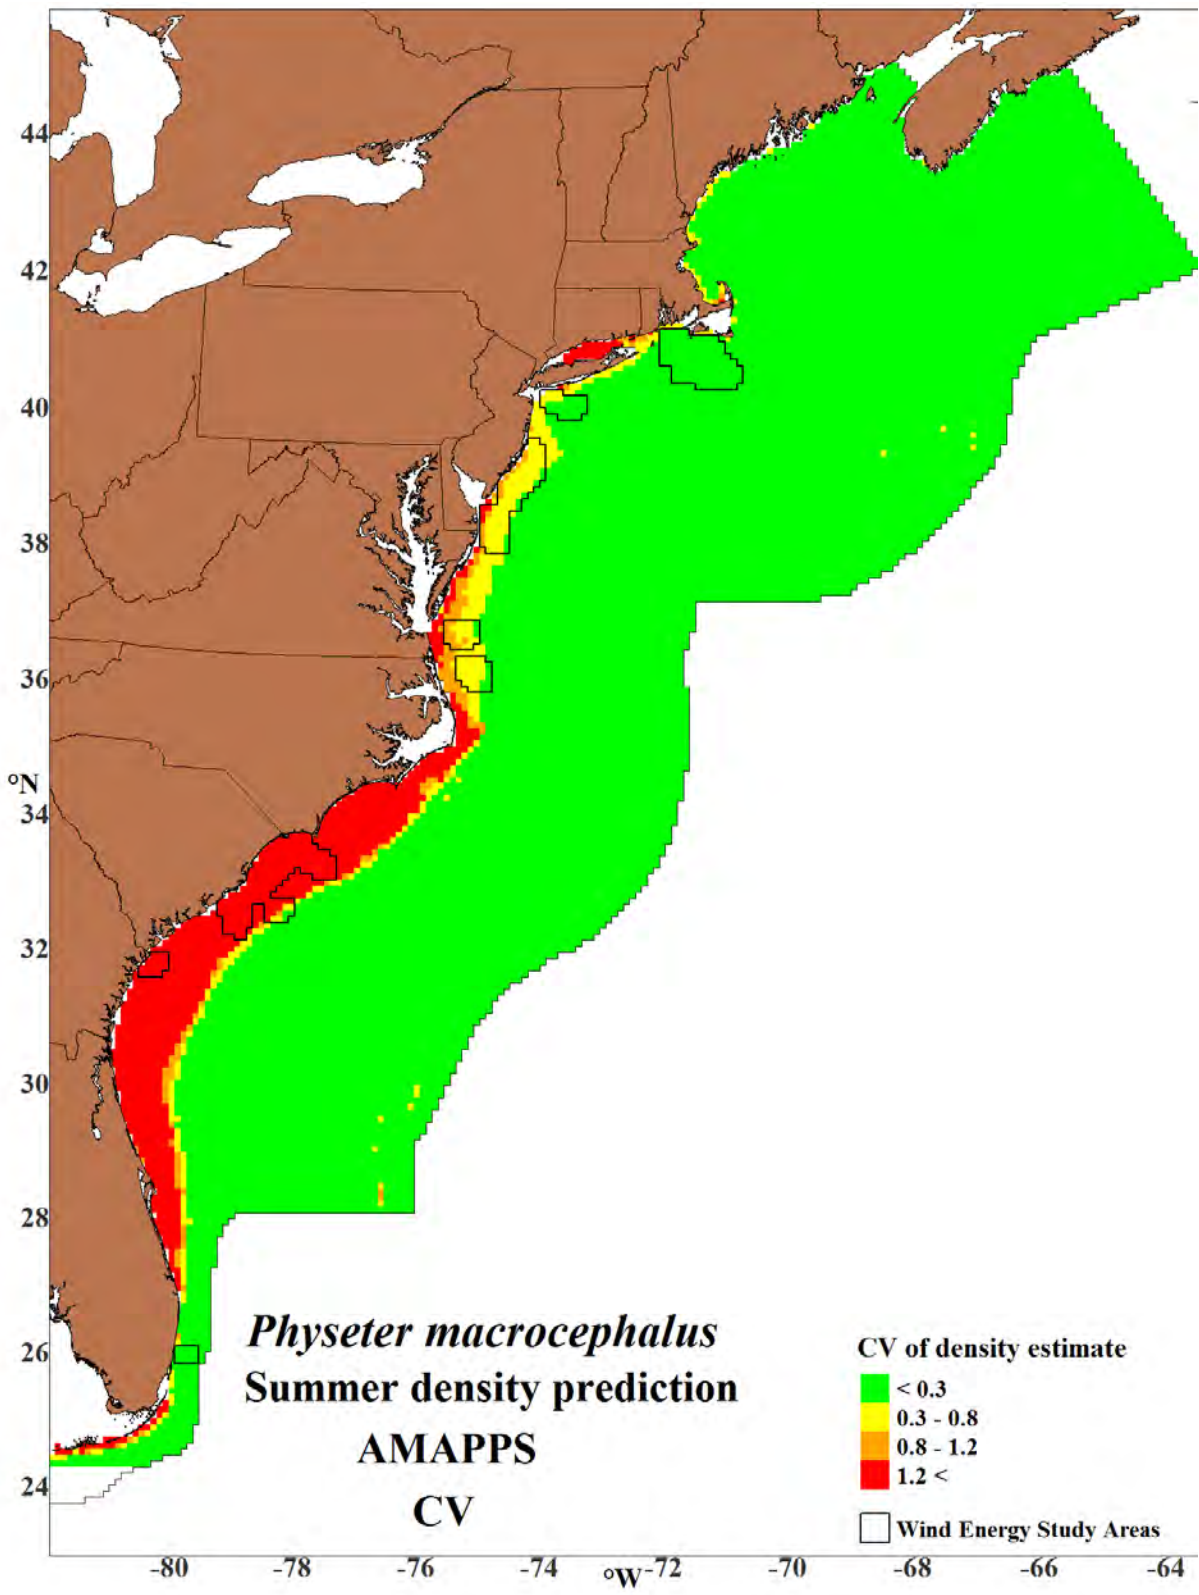 44
42
40
38
36
°N
34
32
30
28
26
24
Physeter macrocephalus
Summer density prediction
AMAPPS
CV
CV of density estimate
< 0.3
0.3 - 0.8
0.8 - 1.2
1.2 <
Wind Energy Study Areas
-80 -78 -76 -74 -72 -70 -68 -66 -64
°W